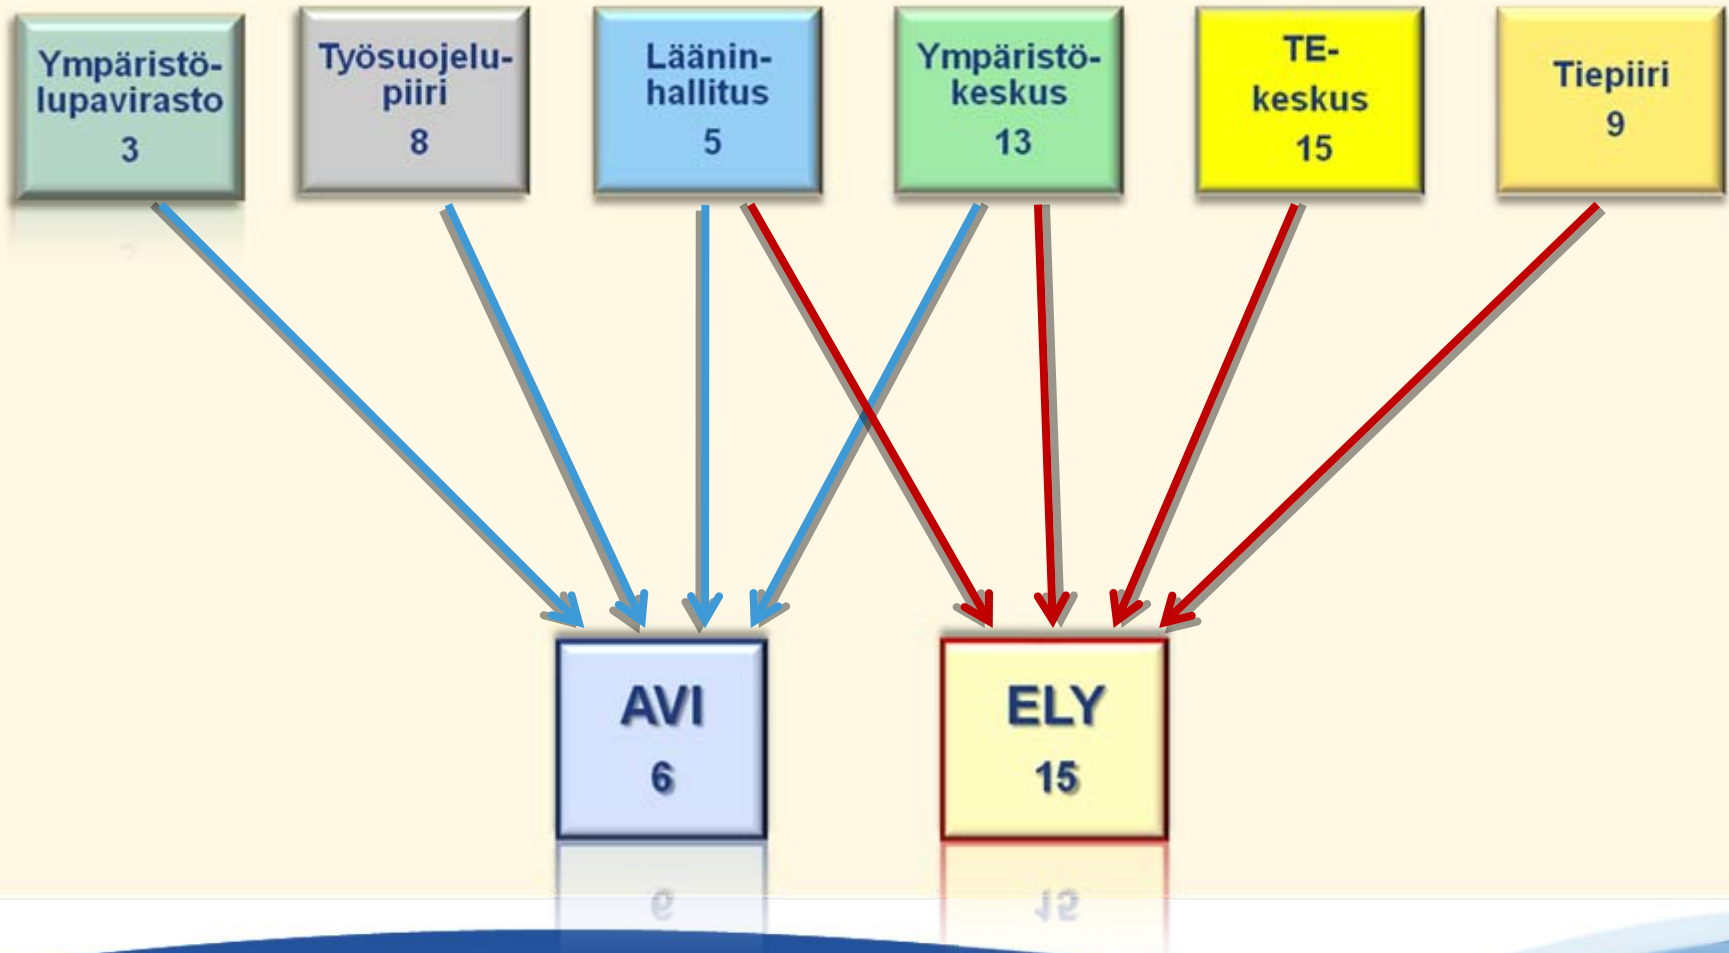 Ympäristö-
lupavirasto
3
Työsuojelu-
piiri
8
Läänin-
hallitus
5
Ympäristö-
keskus
13
TE-
keskus
15
Tiepiiri
9
AVI
6
ELY
15